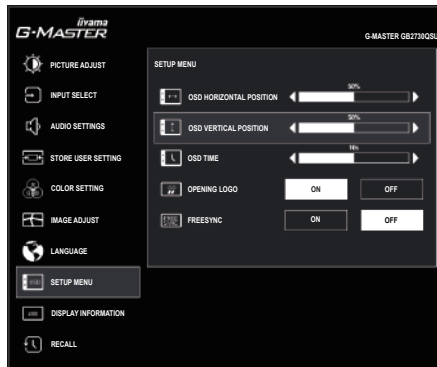 iiyama
G-MASTER
G-MASTER GB2730QSU
PICTURE ADJUST
INPUT SELECT
AUDIO SETTINGS
STORE USER SETTING
COLOR SETTING
IMAGE ADJUST
LANGUAGE
SETUP MENU
DISPLAY INFORMATION
RECALL
SETUP MENU
50%
OSD HORIZONTAL POSITION
50%
OSD VERTICAL POSITION
OSD TIME
OPENING LOGO ON OFF
FREESYNC ON OFF